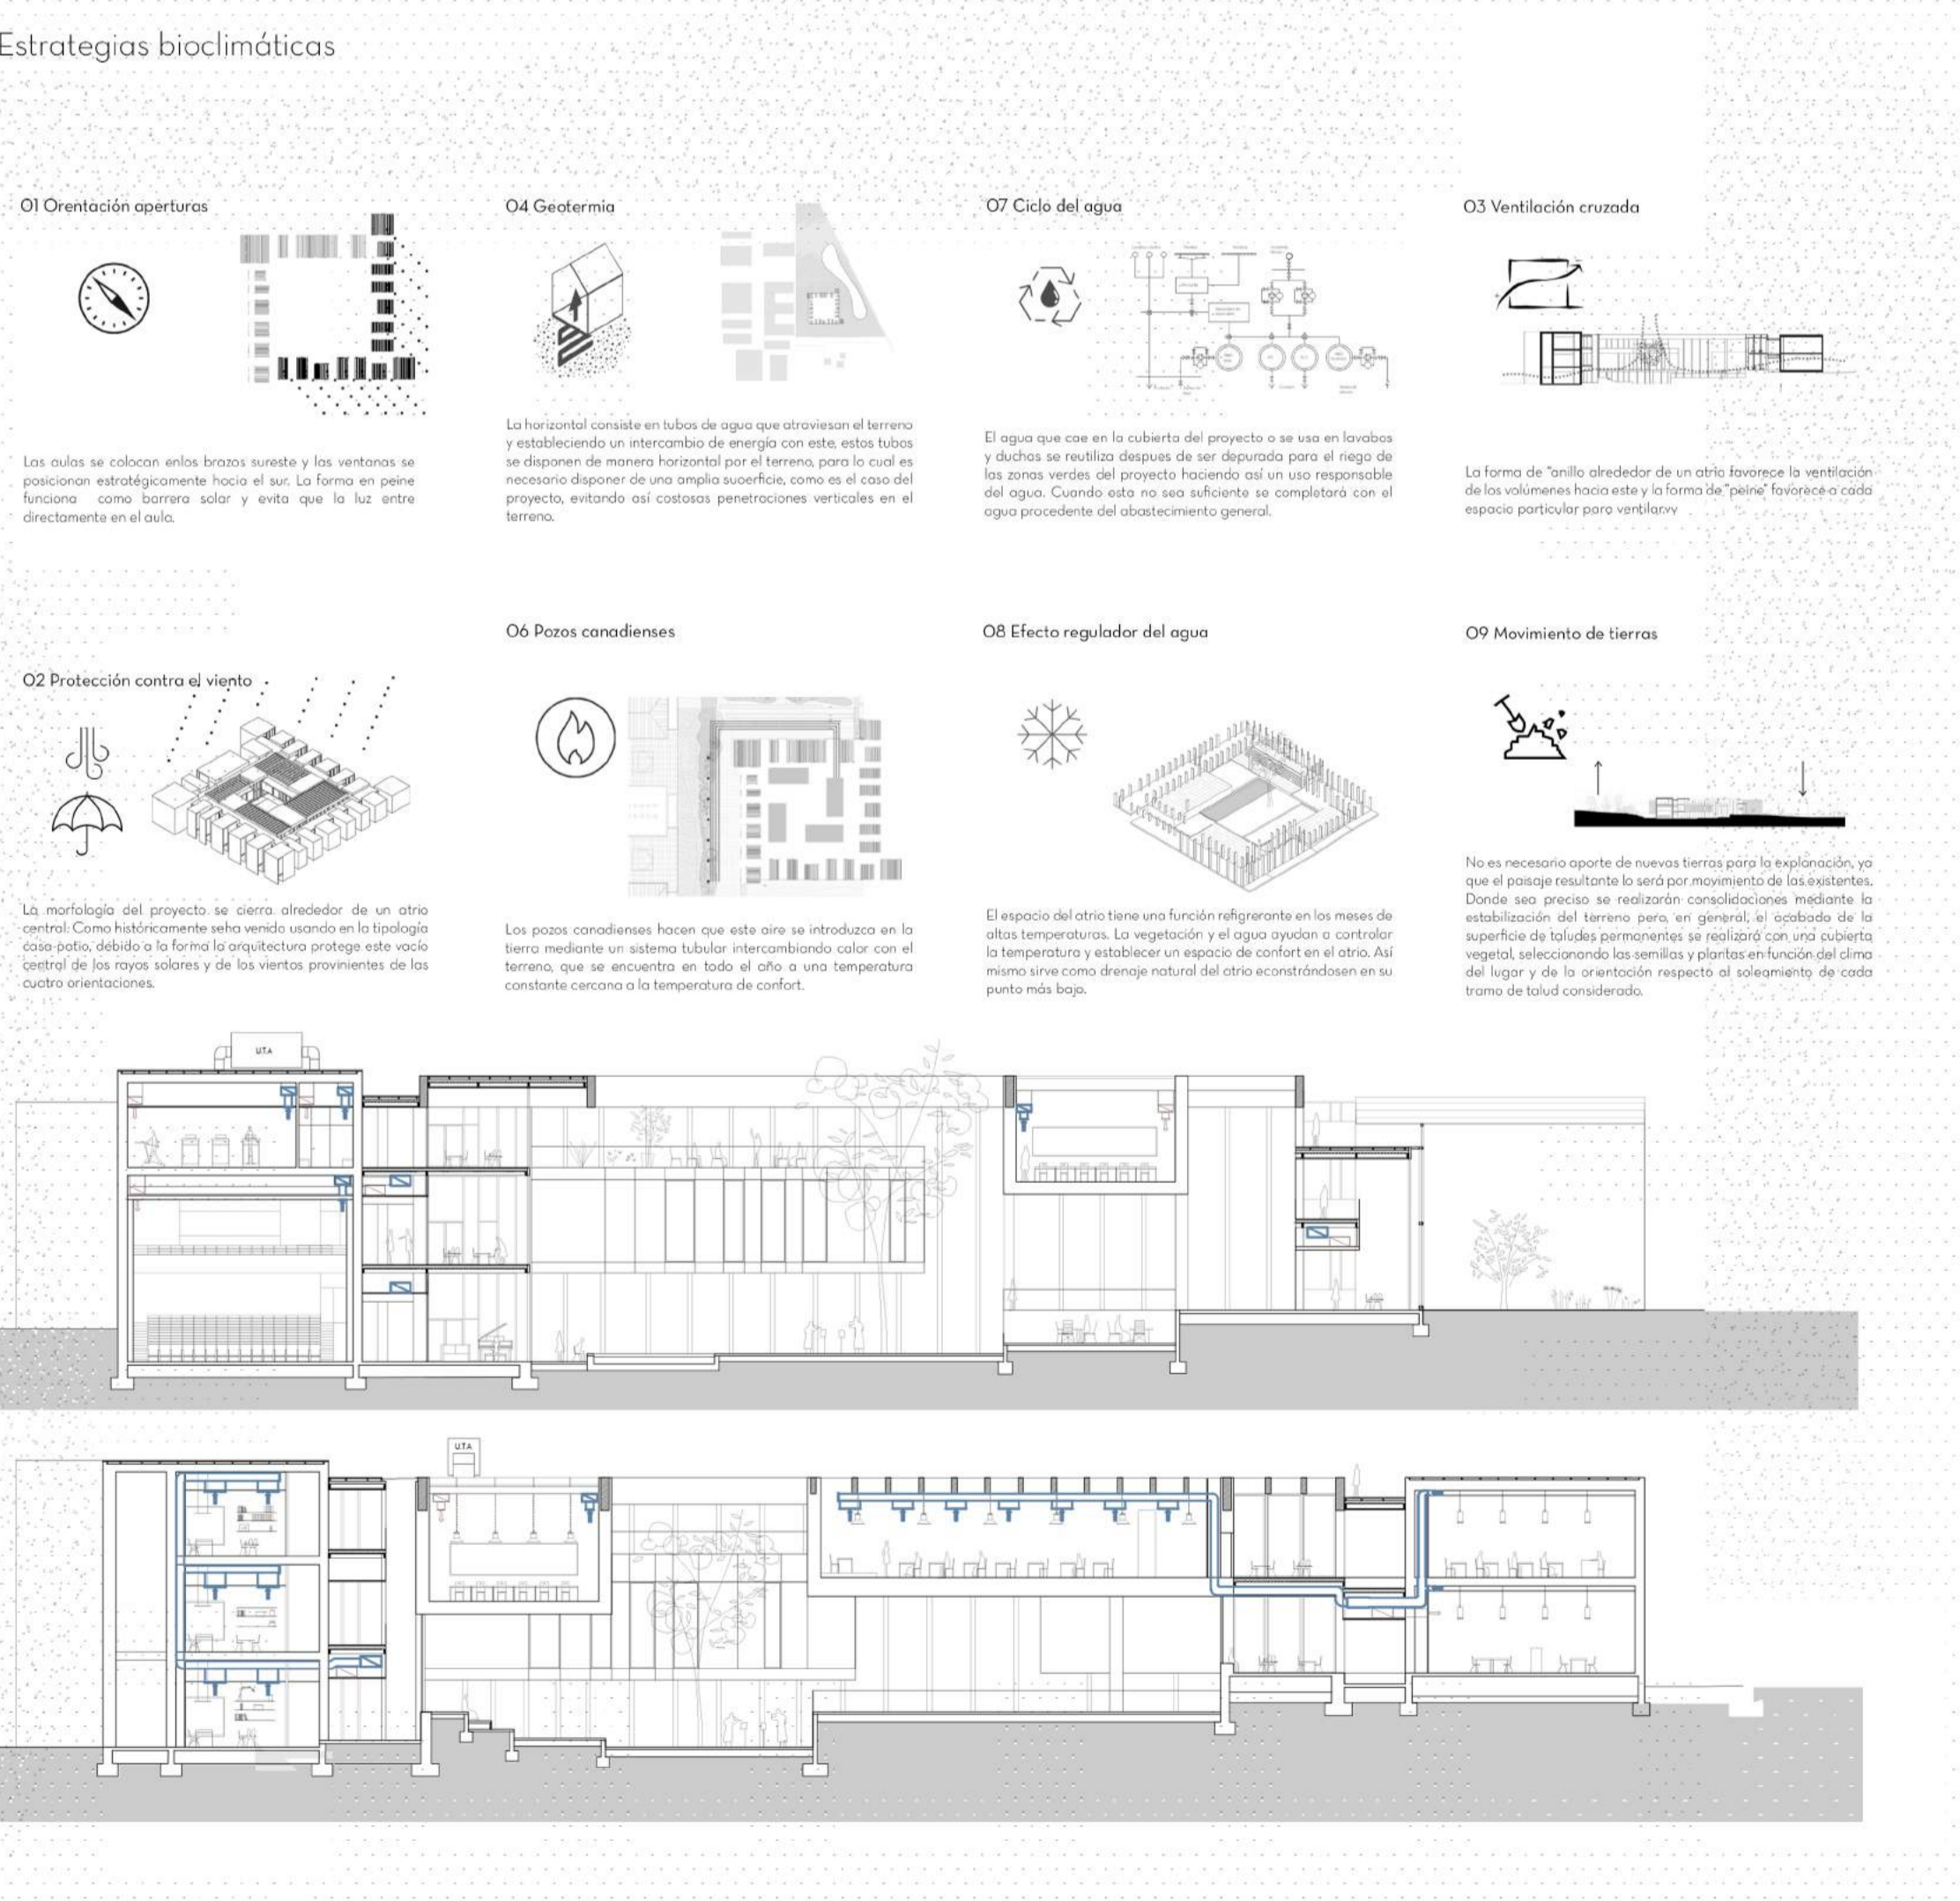 Estrategias bioclimáticas
O1 Orentación aperturas
Las aulas se colocan enlos brazos sureste y las ventanas se
posicionan estratégicamente hacia el sur. La forma en peine
funciona como barrera solar y evita que la luz entre
directamente en el aula.
O4 Geotermia
La horizontal consiste en tubos de agua que atraviesan el terreno
y estableciendo un intercambio de energía con este, estos tubos
se disponen de manera horizontal por el terreno, para lo cual es
necesario disponer de una amplia suoerficie, como es el caso del
proyecto, evitando así costosas penetrociones verticales en el
terreno.
O7 Ciclo del agua
El agua que cae en la cubierta del proyecto o se usa en lavabos
y duchas se reutiliza despues de ser depurada para el riego de
las zonas verdes del proyecto haciendo así un uso responsable
del agua. Cuando esta no sea suficiente se completará con el
agua procedente del abastecimiento general.
O3 Ventilación cruzada
La forma de "anillo alrededor de un atrio favorece la ventilación
de los volúmenes hacia este y la forma de "peine" favorece a cada
espacio particular para ventilar.vy
O2 Protección contra el viento
La morfología del proyecto se cierra alrededor de un atrio
central: Como históricamente seha venido usando en la tipología
casa-patio, debido a la forma la arquitectura protege este vacío
central de los rayos solares y de los vientos provinientes de las
cuatro orientaciones.
O6 Pozos canadienses
Los pozos canadienses hacen que este aire se introduzca en la
tierra mediante un sistema tubular intercambiando calor con el
terreno, que se encuentra en todo el año a una temperatura
constante cercana a la temperatura de confort.
O8 Efecto regulador del agua
El espacio del atrio tiene una función refigrerante en los meses de
altas temperaturas. La vegetación y el agua ayudan a controlar
la temperatura y establecer un espacio de confort en el atrio. Así
mismo sirve como drenaje natural del atrio econstrándosen en su
punto más bajo.
O9 Movimiento de tierras
No es necesario aporte de nuevas tierras para la explanación, ya
que el paisaje resultante lo será por movimiento de las existentes.
Donde sea preciso se realizarán consolidaciones mediante la
estabilización del terreno pero, en general, el acabado de la
superficie de taludes permanentes se realizará con una cubierta
vegetal, seleccionando las semillas y plantas en función del clima
del lugar y de la orientación respecto al soleamiento de cada
tramo de talud considerado.
U.T.A
U.T.A